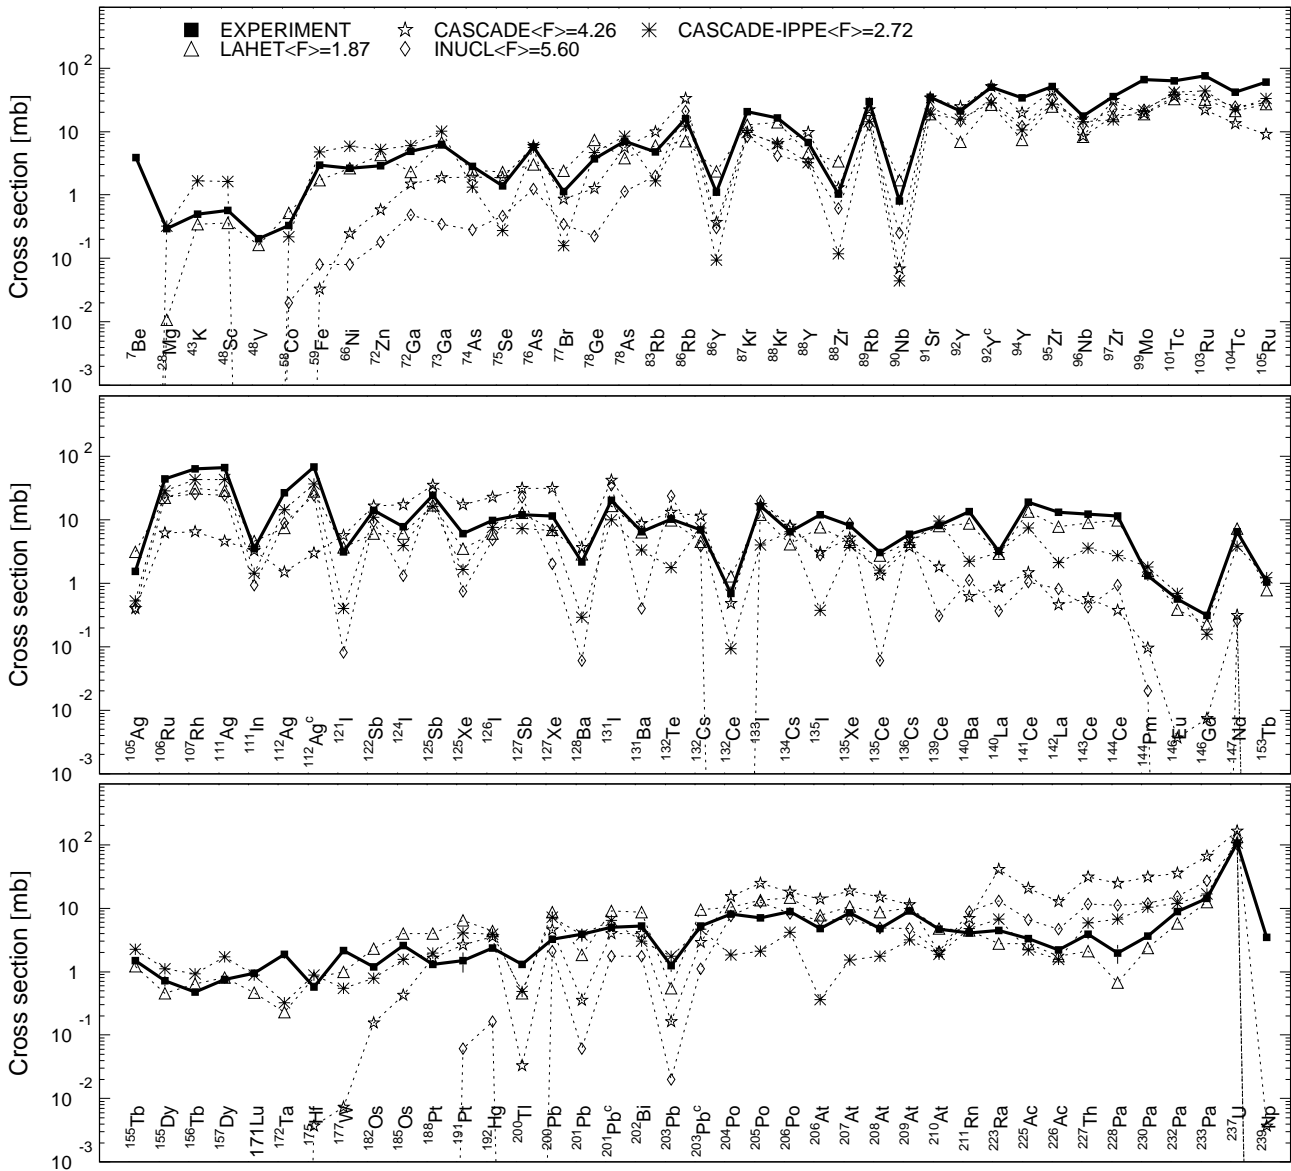 EXPERIMENT CASCADE<F>=4.26 CASCADE-IPPE<F>=2.72
LAHET<F>=1.87 INUCL<F>=5.60
Cross section [mb]
10 2
10
1
10 -1
10 -2
10 -3
7Be 28Mg 43K 48Sc 48V 58Co 59Fe 66Ni 72Zn 72Ga 73Ga 74As 75Se 76As 77Br 78Ge 78As 83Rb 86Rb 86Y 87Kr 88Kr 88Y 88Zr 89Rb 90Nb 91Sr 92Y 92Yc 94Y 95Zr 96Nb 97Zr 99Mo 101Tc 103Ru 104Tc 105Ru
Cross section [mb]
10 2
10
1
10 -1
10 -2
10 -3
105Ag 106Ru 107Rh 111Ag 111In 112Ag 112Agc 121I 122Sb 124I 125Sb 125Xe 126I 127Sb 127Xe 128Ba 131I 131Ba 132Te 132Cs 132Ce 133I 134Cs 135I 135Xe 135Ce 136Cs 139Ce 140Ba 140La 141Ce 142La 143Ce 144Ce 144Pm 146Eu 146Gd 147Nd 153Tb
Cross section [mb]
10 2
10
1
10 -1
10 -2
10 -3
155Tb 155Dy 156Tb 157Dy 171Lu 172Ta 175Hf 177W 182Os 185Os 188Pt 191Pt 192Hg 200Tl 200Pb 201Pb 201Pbc 202Bi 203Pb 203Pbc 204Po 205Po 206Po 206At 207At 208At 209At 210At 211Rn 223Ra 225Ac 226Ac 227Th 228Pa 230Pa 232Pa 233Pa 237U 239Np